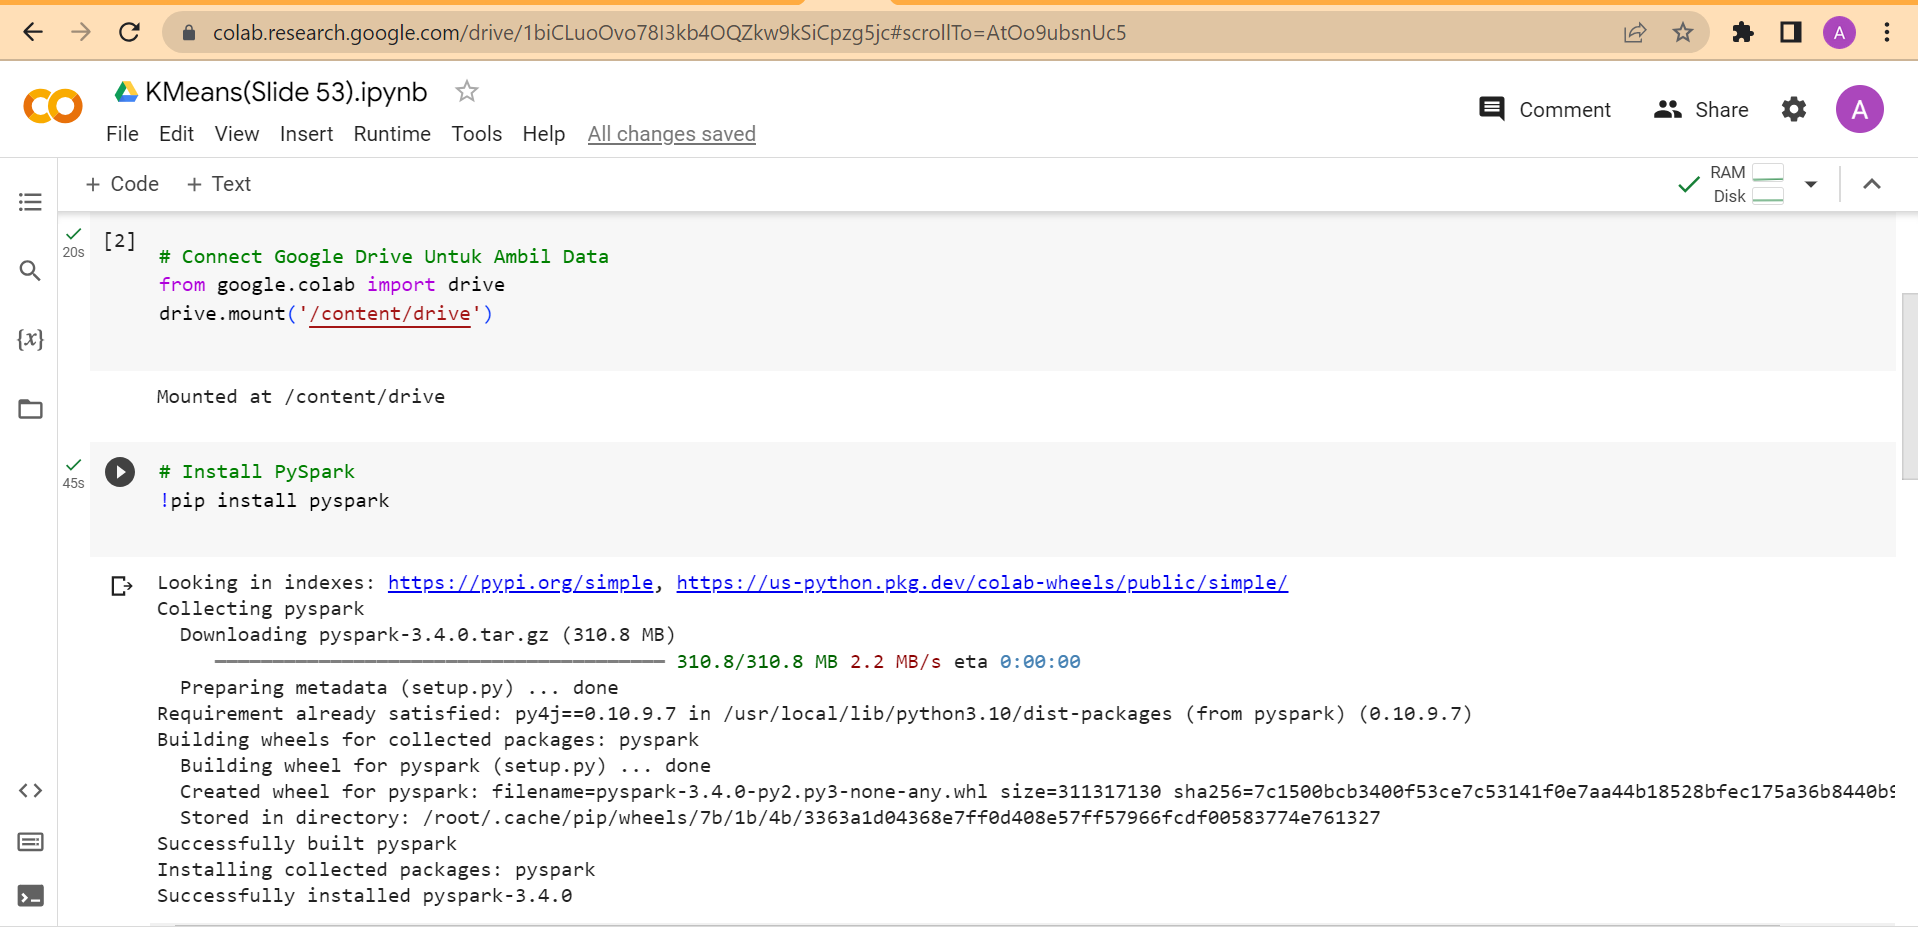 colab.research.google.com/drive/1biCLuoOvo78I3kb4OQZkw9kSiCpzg5jc#scrollTo=AtOo9ubsnUc5
A
KMeans(Slide 53).ipynb
File Edit View Insert Runtime Tools Help All changes saved
Comment Share A
+ Code + Text
RAM
Disk
20s
[2]
# Connect Google Drive Untuk Ambil Data
from google.colab import drive
drive.mount('/content/drive')
Mounted at /content/drive
45s
# Install PySpark
!pip install pyspark
Looking in indexes: https://pypi.org/simple, https://us-python.pkg.dev/colab-wheels/public/simple/
Collecting pyspark
Downloading pyspark-3.4.0.tar.gz (310.8 MB)
310.8/310.8 MB 2.2 MB/s eta 0:00:00
Preparing metadata (setup.py) ... done
Requirement already satisfied: py4j==0.10.9.7 in /usr/local/lib/python3.10/dist-packages (from pyspark) (0.10.9.7)
Building wheels for collected packages: pyspark
Building wheel for pyspark (setup.py) ... done
Created wheel for pyspark: filename=pyspark-3.4.0-py2.py3-none-any.whl size=311317130 sha256=7c1500bcb3400f53ce7c53141f0e7aa44b18528bfec175a36b8440b9
Stored in directory: /root/.cache/pip/wheels/7b/1b/4b/3363a1d04368e7ff0d408e57ff57966fcdf00583774e761327
Successfully built pyspark
Installing collected packages: pyspark
Successfully installed pyspark-3.4.0